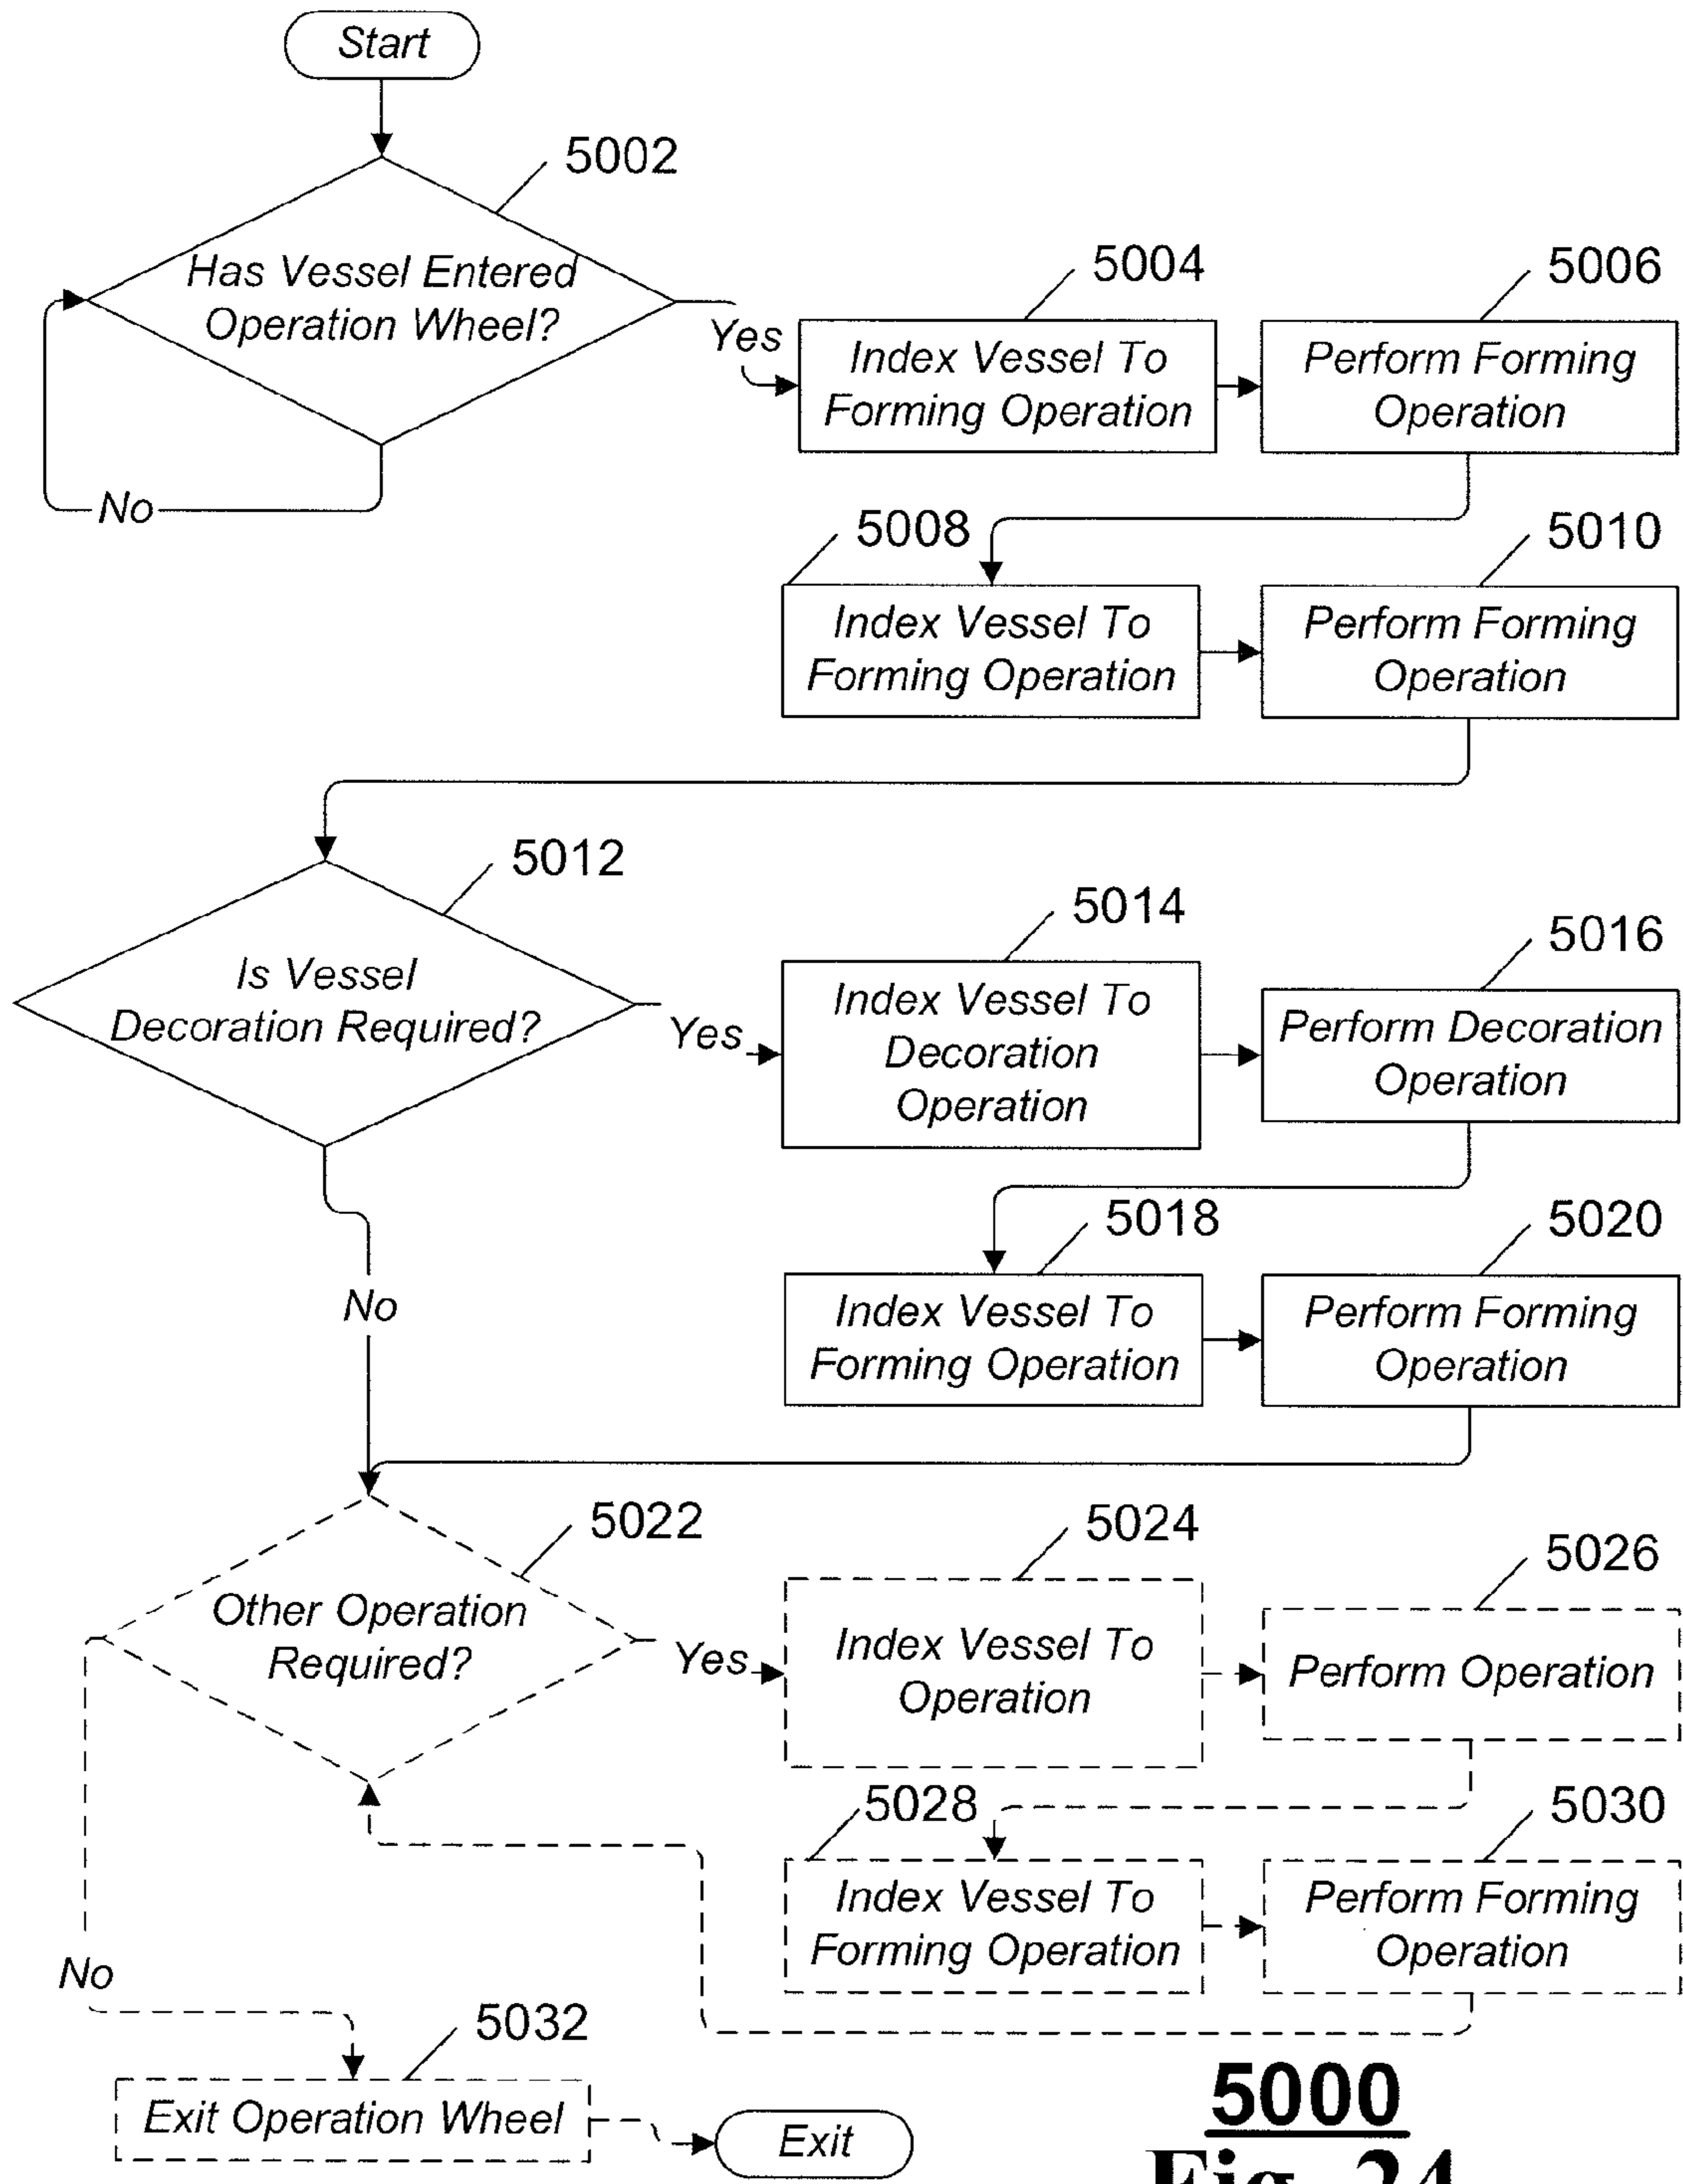 Start
5002
Has Vessel Entered
Operation Wheel?
Yes
No
5004
Index Vessel To
Forming Operation
5006
Perform Forming
Operation
5008
Index Vessel To
Forming Operation
5010
Perform Forming
Operation
5012
Is Vessel
Decoration Required?
Yes
No
5014
Index Vessel To
Decoration
Operation
5016
Perform Decoration
Operation
5018
Index Vessel To
Forming Operation
5020
Perform Forming
Operation
5022
Other Operation
Required?
Yes
No
5024
Index Vessel To
Operation
5026
Perform Operation
5028
Index Vessel To
Forming Operation
5030
Perform Forming
Operation
5032
Exit Operation Wheel
Exit
5000
Fig. 24